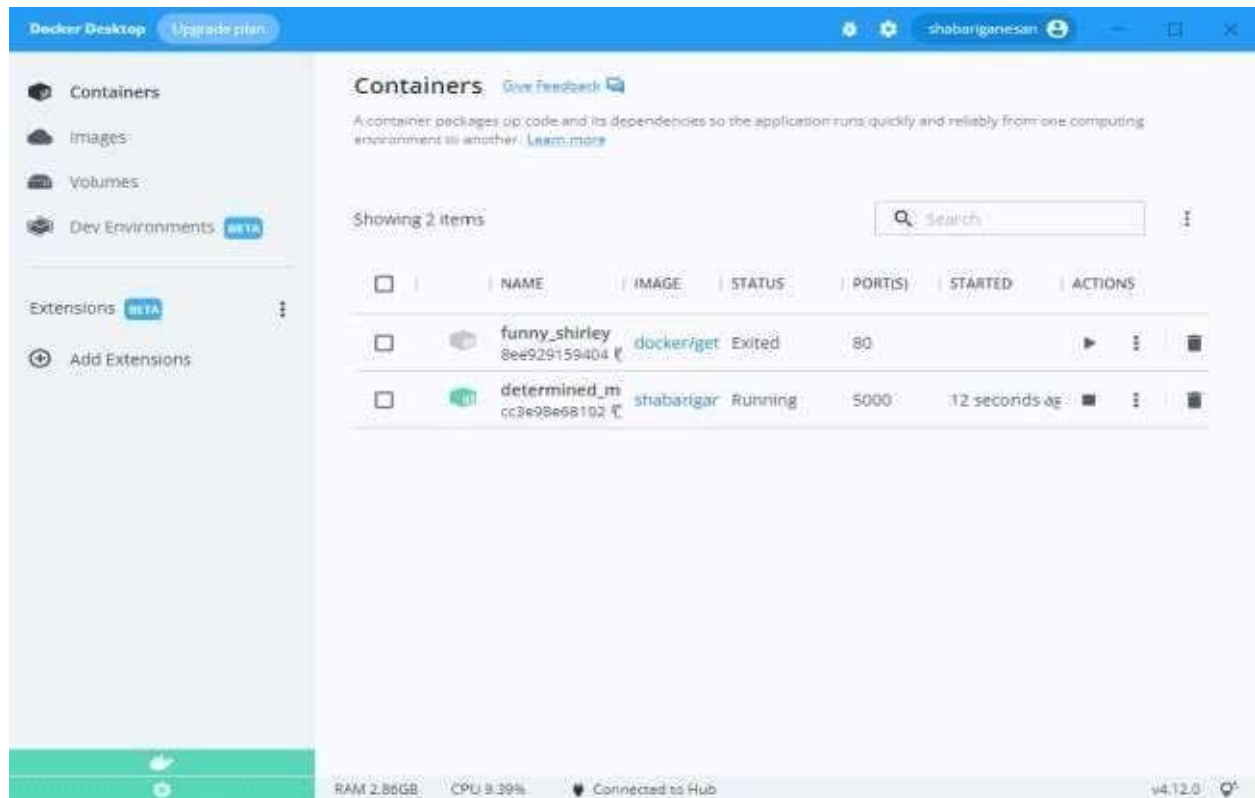 Docker Desktop Upgrade plan shabariganesan
Containers
Images
Volumes
Dev Environments BETA
Extensions BETA
Add Extensions
Containers Give Feedback
A container packages up code and its dependencies so the application runs quickly and reliably from one computing
environment to another. Learn more
Showing 2 items Search
NAME IMAGE STATUS PORT(S) STARTED ACTIONS
funny_shirley docker/get Exited 80
8ee929159404
determined_m shabarigar Running 5000 12 seconds ag
cc3e98e68102
RAM 2.86GB CPU 9.39% Connected to Hub v4.12.0